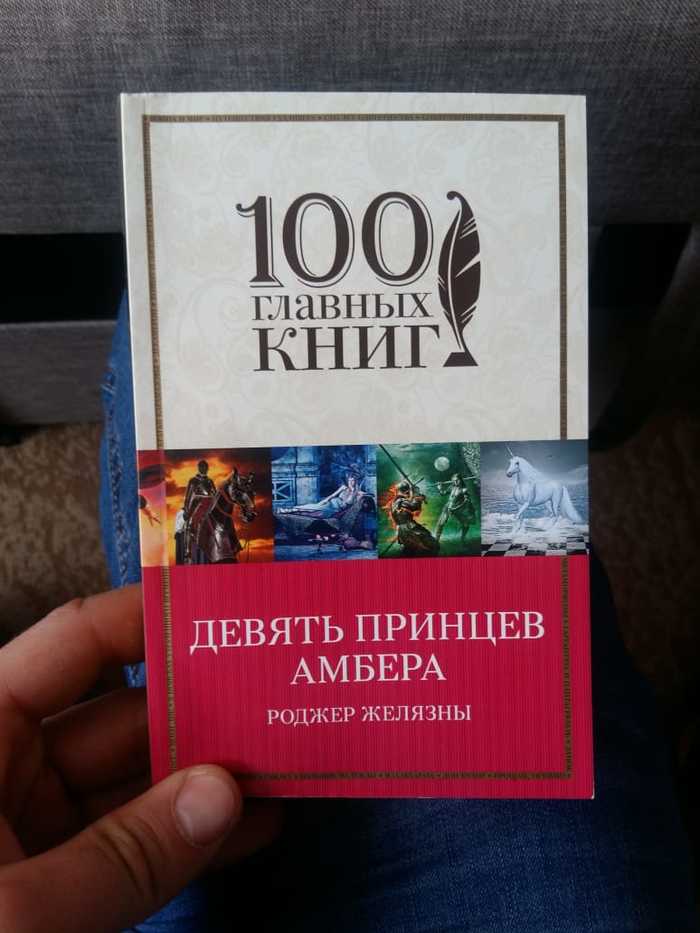 100
главных
КНИГ
ДЕВЯТЬ ПРИНЦЕВ
АМБЕРА
РОДЖЕР ЖЕЛЯЗНЫ